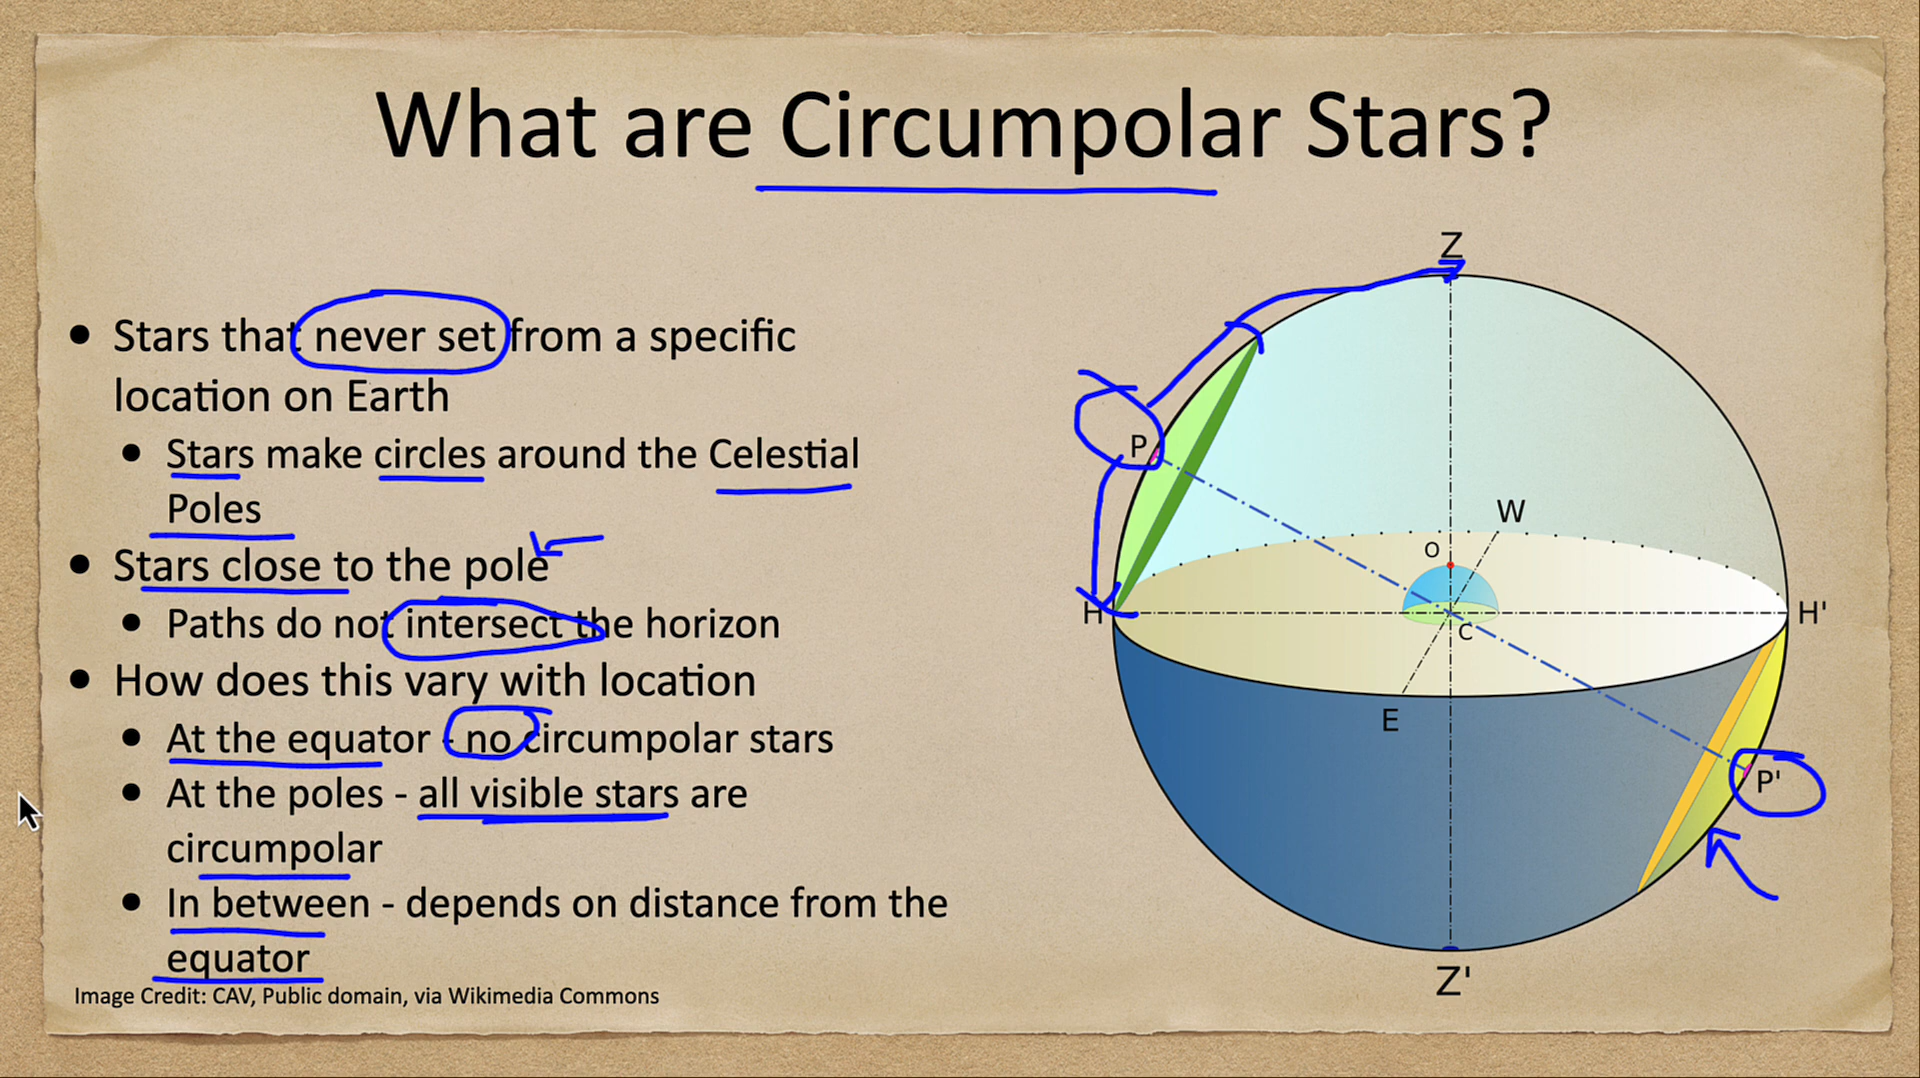 What are Circumpolar Stars?
• Stars that never set from a specific
location on Earth
• Stars make circles around the Celestial
Poles
• Stars close to the pole
• Paths do not intersect the horizon
• How does this vary with location
• At the equator - no circumpolar stars
• At the poles - all visible stars are
circumpolar
• In between - depends on distance from the
equator
Image Credit: CAV, Public domain, via Wikimedia Commons
Z
P
W
O
H
H'
C
E
P'
Z'